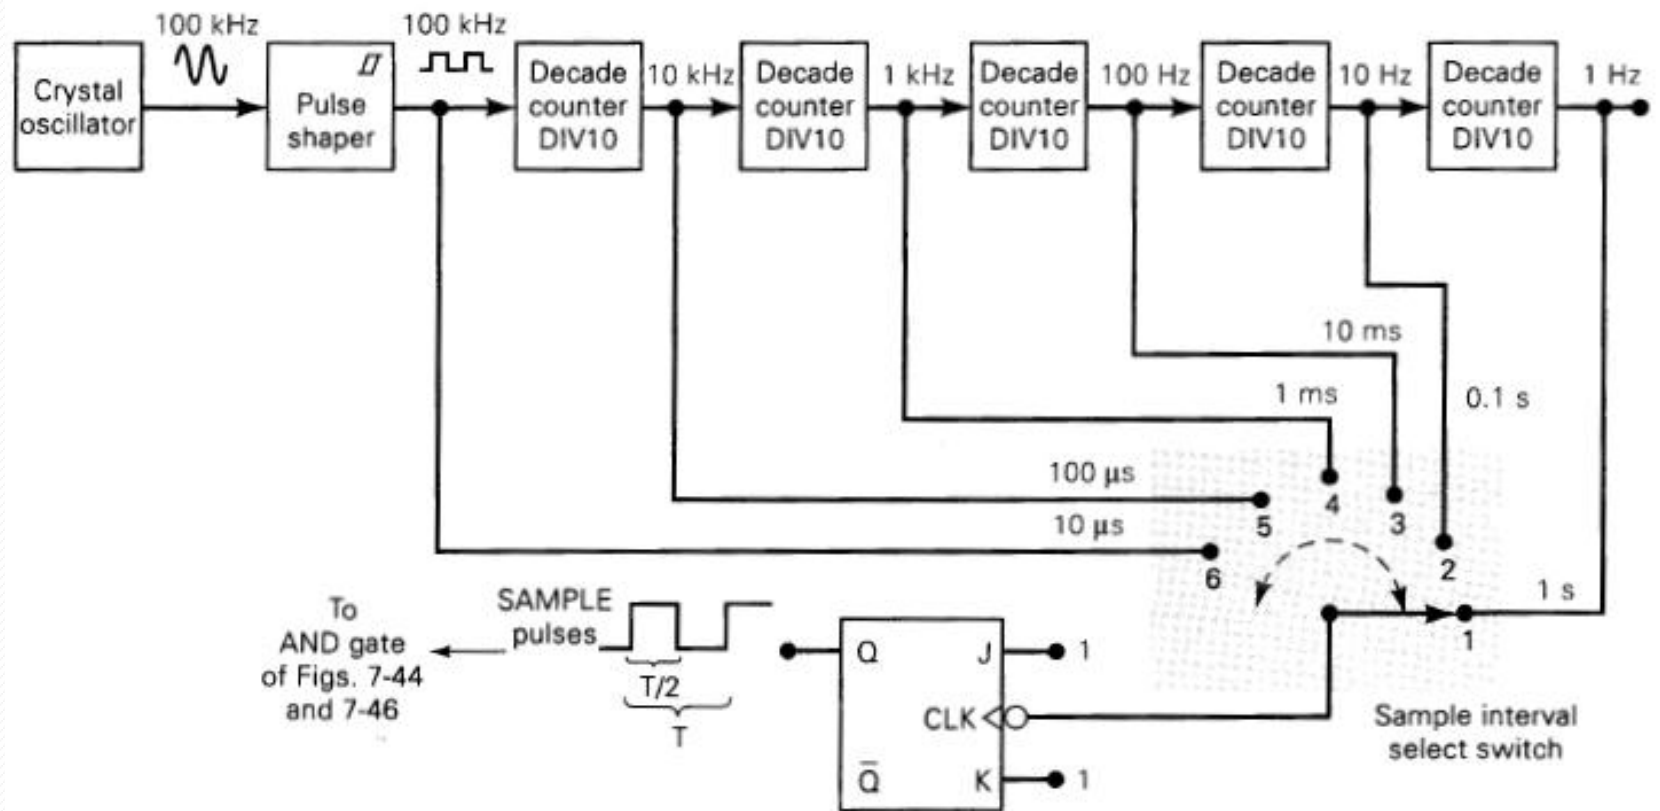 100 kHz
100 kHz
Crystal
oscillator
Pulse
shaper
Decade
counter
DIV10
10 kHz
Decade
counter
DIV10
1 kHz
Decade
counter
DIV10
100 Hz
Decade
counter
DIV10
10 Hz
Decade
counter
DIV10
1 Hz
10 ms
1 ms
0.1 s
100 μs
10 μs
4
5
3
6
2
1 s
1
To
AND gate
of Figs. 7-44
and 7-46
SAMPLE
pulses
T/2
T
Q
J
1
CLK
Q̅
K
1
Sample interval
select switch